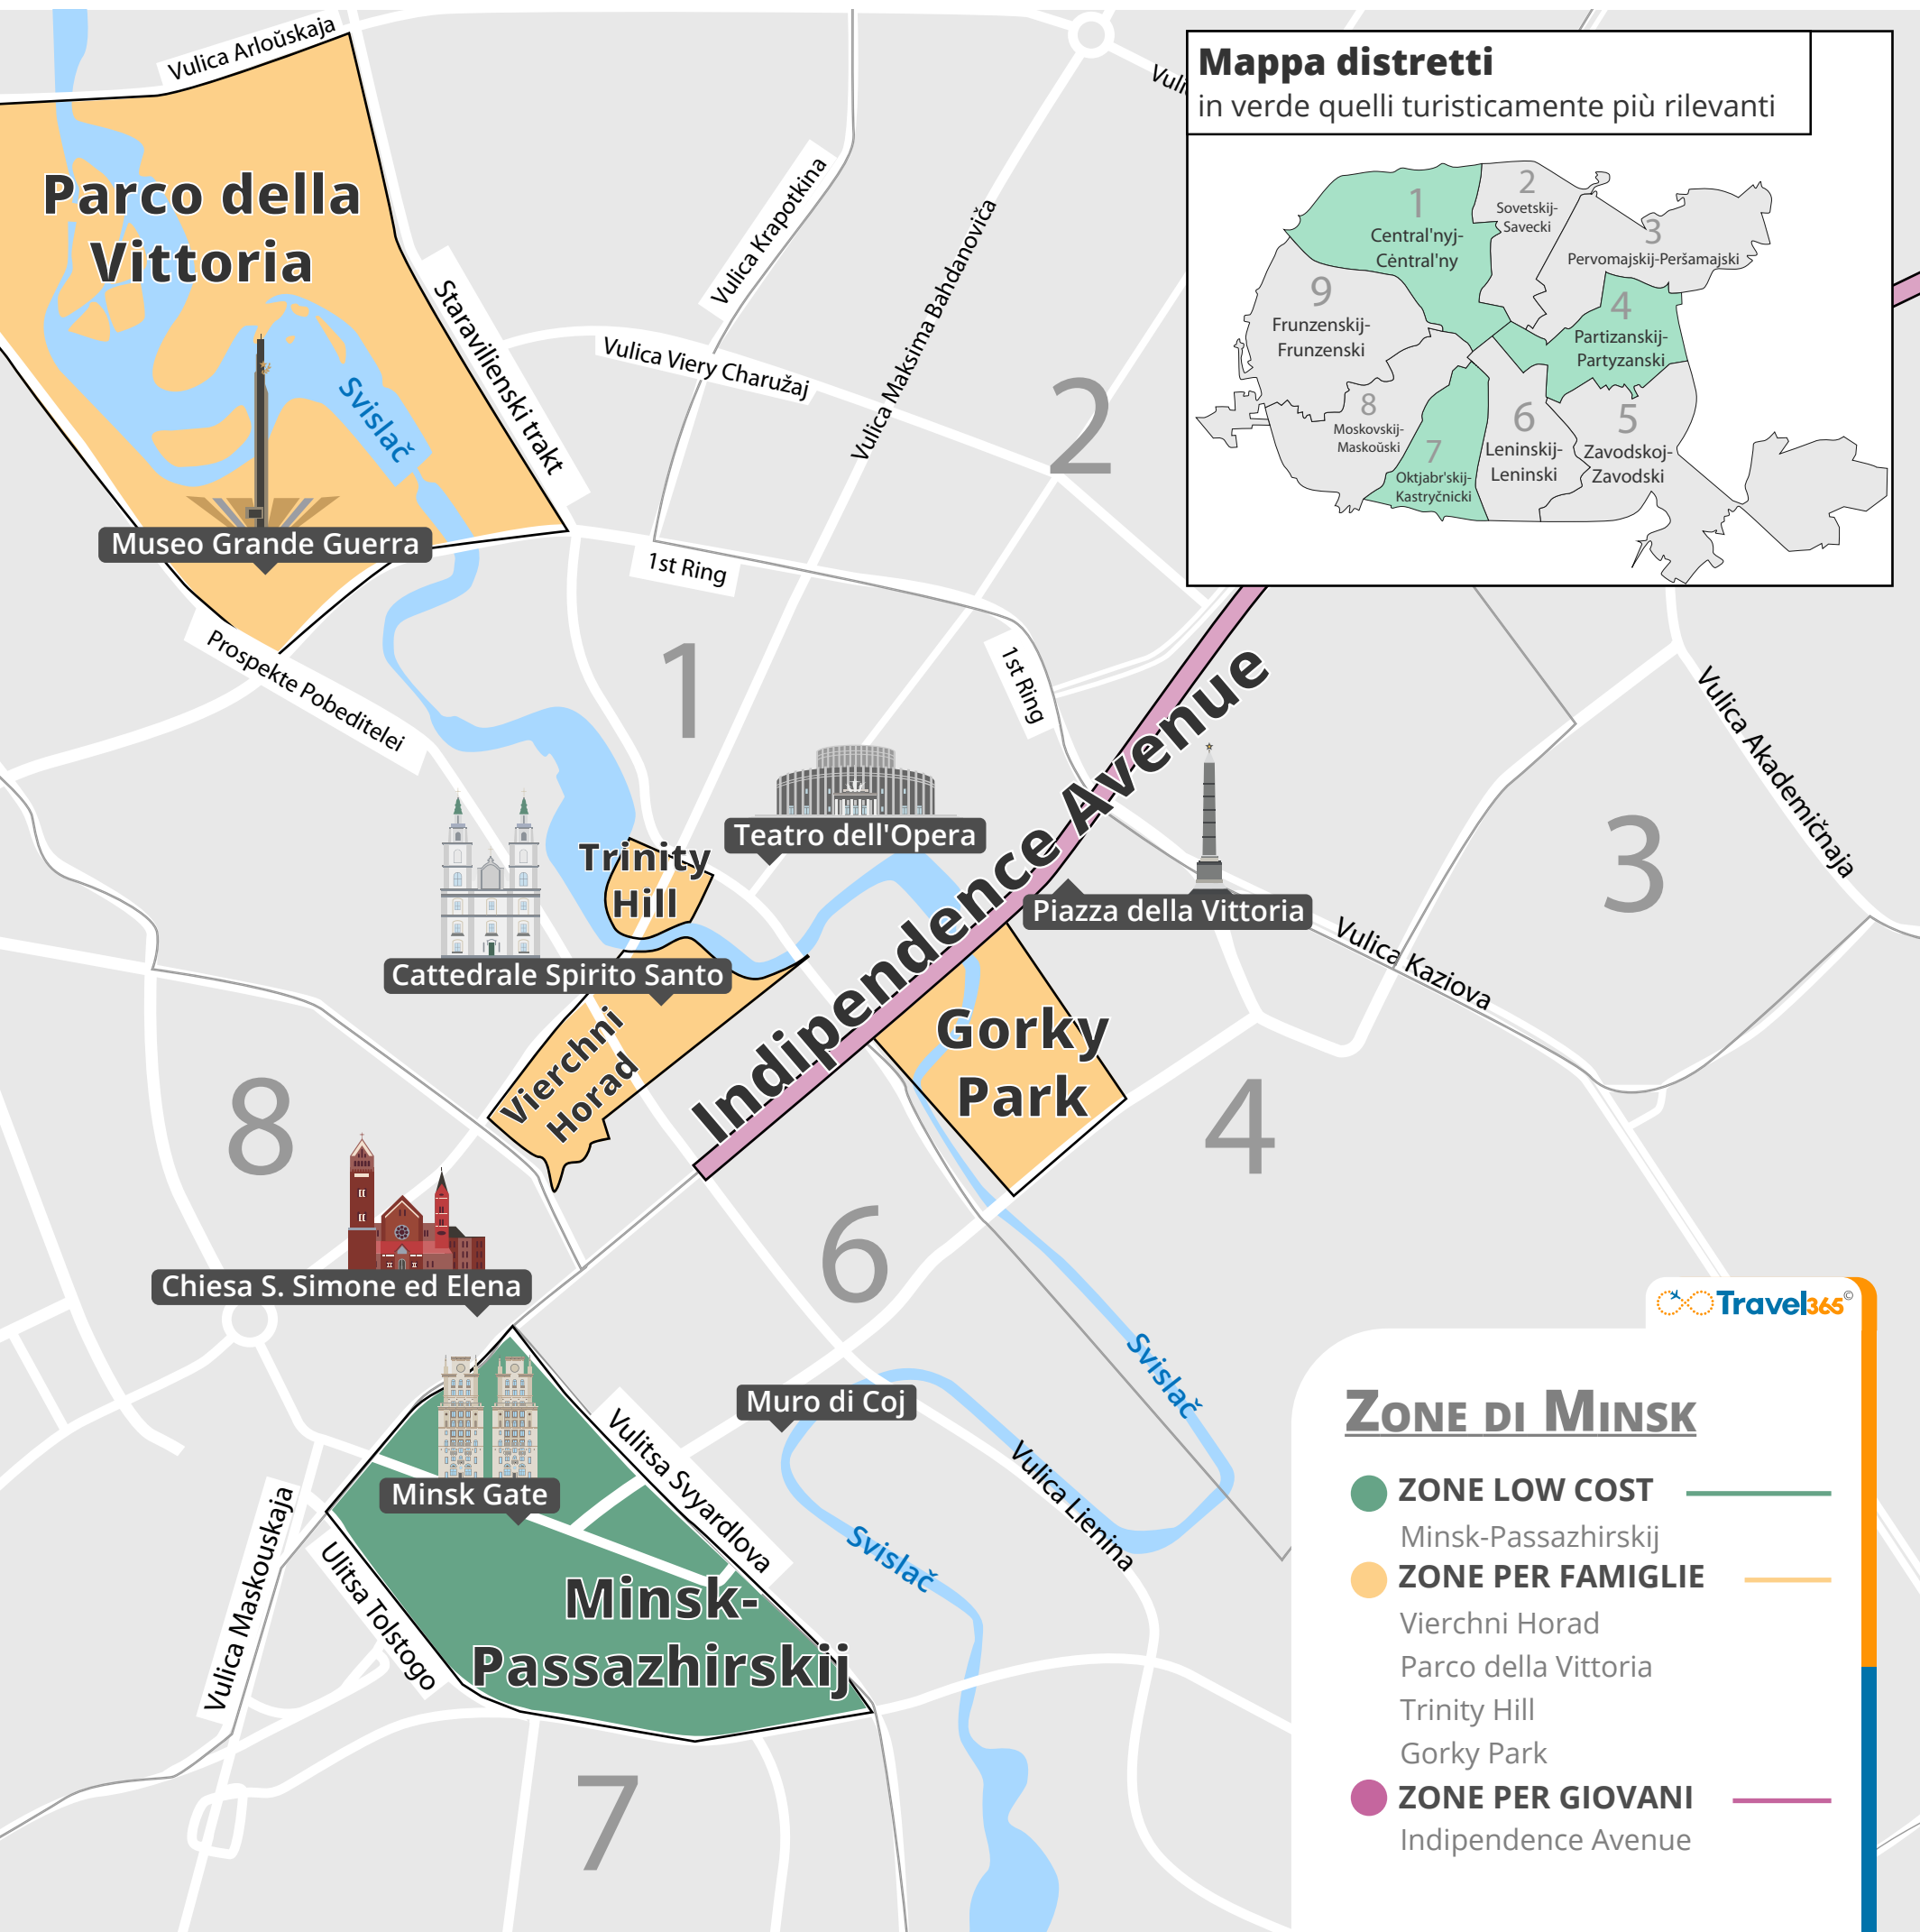 Vulica Arloŭskaja
Parco della
Vittoria
Svislač
Staravilienski trakt
Museo Grande Guerra
Prospekte Pobeditelei
Vulica Krapotkina
Vulica Viery Charužaj
Vulica Maksima Bahdanoviča
2
1st Ring
1
1st Ring
Mappa distretti
in verde quelli turisticamente più rilevanti
1
Central'nyj-
Cèntral'ny
2
Sovetskij-
Savecki
3
Pervomajskij-Peršamajski
4
Partizanskij-
Partyzanski
9
Frunzenskij-
Frunzenski
8
Moskovskij-
Maskoŭski
7
Oktjabr'skij-
Kastryčnicki
6
Leninskij-
Leninski
5
Zavodskoj-
Zavodski
Indipendence Avenue
Teatro dell'Opera
Trinity
Hill
Piazza della Vittoria
Vulica Akademičnaja
3
Vulica Kaziova
Cattedrale Spirito Santo
Vierchni
Horad
Gorky
Park
4
8
6
Chiesa S. Simone ed Elena
Svislač
Muro di Coj
Vulitsa Svyardlova
Vulica Lienina
Minsk Gate
Svislač
Vulica Maskouskaja
Ulitsa Tolstogo
Minsk-
Passazhirskij
7
Travel365©
Zone di Minsk
ZONE LOW COST
Minsk-Passazhirskij
ZONE PER FAMIGLIE
Vierchni Horad
Parco della Vittoria
Trinity Hill
Gorky Park
ZONE PER GIOVANI
Indipendence Avenue